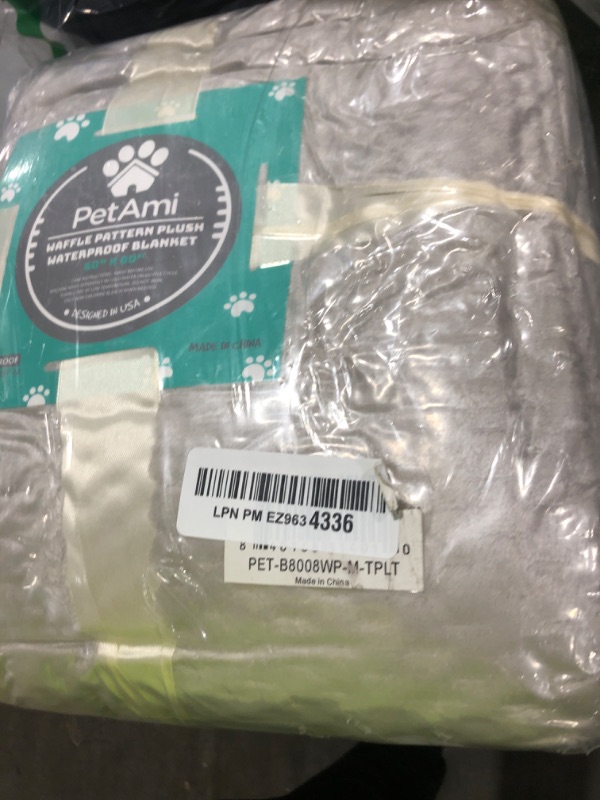 PetAmi
WAFFLE PATTERN PLUSH
WATERPROOF BLANKET
• DESIGNED IN USA •
MADE IN CHINA
LPN PM EZ963 4336
PET-B8008WP-M-TPLT
Made in China